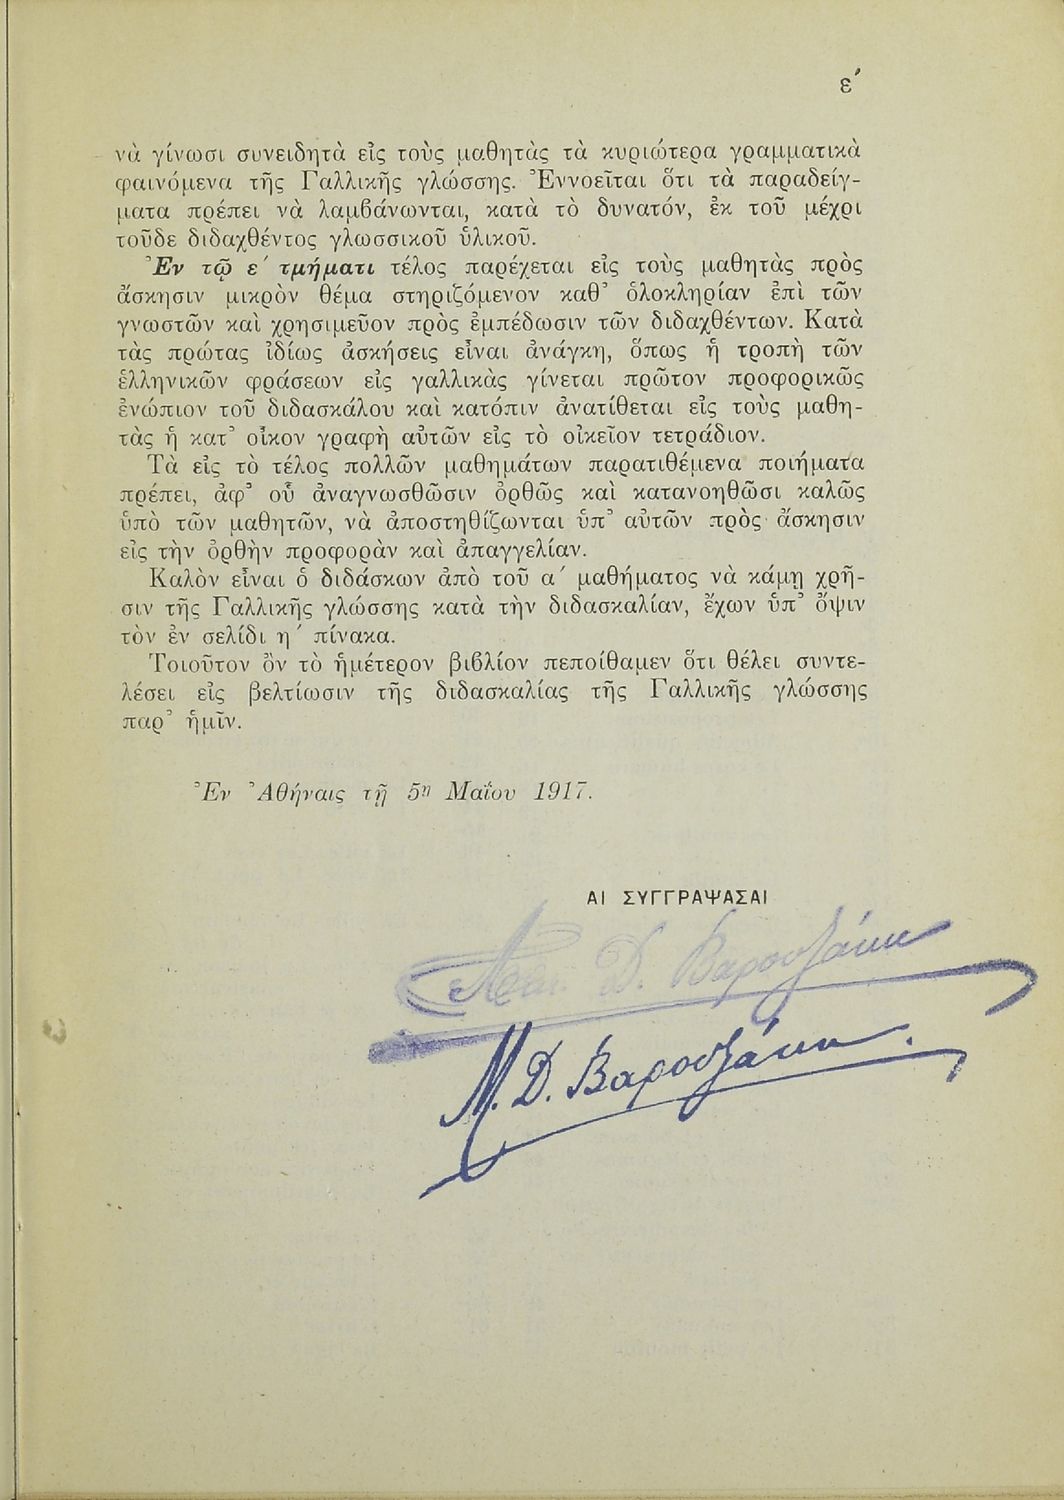 ε΄
νὰ γίνωσι συνειδητὰ εἰς τοὺς μαθητὰς τὰ κυριώτερα γραμματικὰ
φαινόμενα τῆς Γαλλικῆς γλώσσης. Ἐννοεῖται ὅτι τὰ παραδείγ-
ματα πρέπει νὰ λαμβάνωνται, κατὰ τὸ δυνατόν, ἐκ τοῦ μέχρι
τοῦδε διδαχθέντος γλωσσικοῦ ὑλικοῦ.
Ἐν τῷ ε΄ τμήματι τέλος παρέχεται εἰς τοὺς μαθητὰς πρὸς
ἄσκησιν μικρὸν θέμα στηριζόμενον καθ᾿ ὁλοκληρίαν ἐπὶ τῶν
γνωστῶν καὶ χρησιμεῦον πρὸς ἐμπέδωσιν τῶν διδαχθέντων. Κατὰ
τὰς πρώτας ἰδίως ἀσκήσεις εἶναι ἀνάγκη, ὅπως ἡ τροπὴ τῶν
ἑλληνικῶν φράσεων εἰς γαλλικὰς γίνεται πρῶτον προφορικῶς
ἐνώπιον τοῦ διδασκάλου καὶ κατόπιν ἀνατίθεται εἰς τοὺς μαθη-
τὰς ἡ κατ᾿ οἶκον γραφὴ αὐτῶν εἰς τὸ οἰκεῖον τετράδιον.
Τὰ εἰς τὸ τέλος πολλῶν μαθημάτων παρατιθέμενα ποιήματα
πρέπει, ἀφ᾿ οὗ ἀναγνωσθῶσιν ὀρθῶς καὶ κατανοηθῶσι καλῶς
ὑπὸ τῶν μαθητῶν, νὰ ἀποστηθίζωνται ὑπ᾿ αὐτῶν πρὸς ἄσκησιν
εἰς τὴν ὀρθὴν προφορὰν καὶ ἀπαγγελίαν.
Καλὸν εἶναι ὁ διδάσκων ἀπὸ τοῦ α΄ μαθήματος νὰ κάμῃ χρῆ-
σιν τῆς Γαλλικῆς γλώσσης κατὰ τὴν διδασκαλίαν, ἔχων ὑπ᾿ ὄψιν
τὸν ἐν σελίδι η΄ πίνακα.
Τοιοῦτον ὂν τὸ ἡμέτερον βιβλίον πεποίθαμεν ὅτι θέλει συντε-
λέσει εἰς βελτίωσιν τῆς διδασκαλίας τῆς Γαλλικῆς γλώσσης
παρ᾿ ἡμῖν.
Ἐν Ἀθήναις τῇ 5ῃ Μαΐου 1917.
ΑΙ ΣΥΓΓΡΑΨΑΣΑΙ
Δ. Βαρουξάκη
Μ. Δ. Βαρουξάκη.